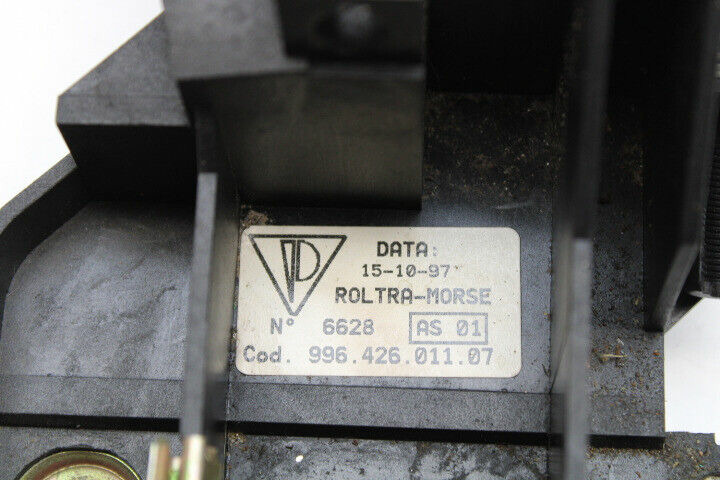 DATA:
15-10-97
ROLTRA-MORSE
N° 6628 AS 01
Cod. 996.426.011.07